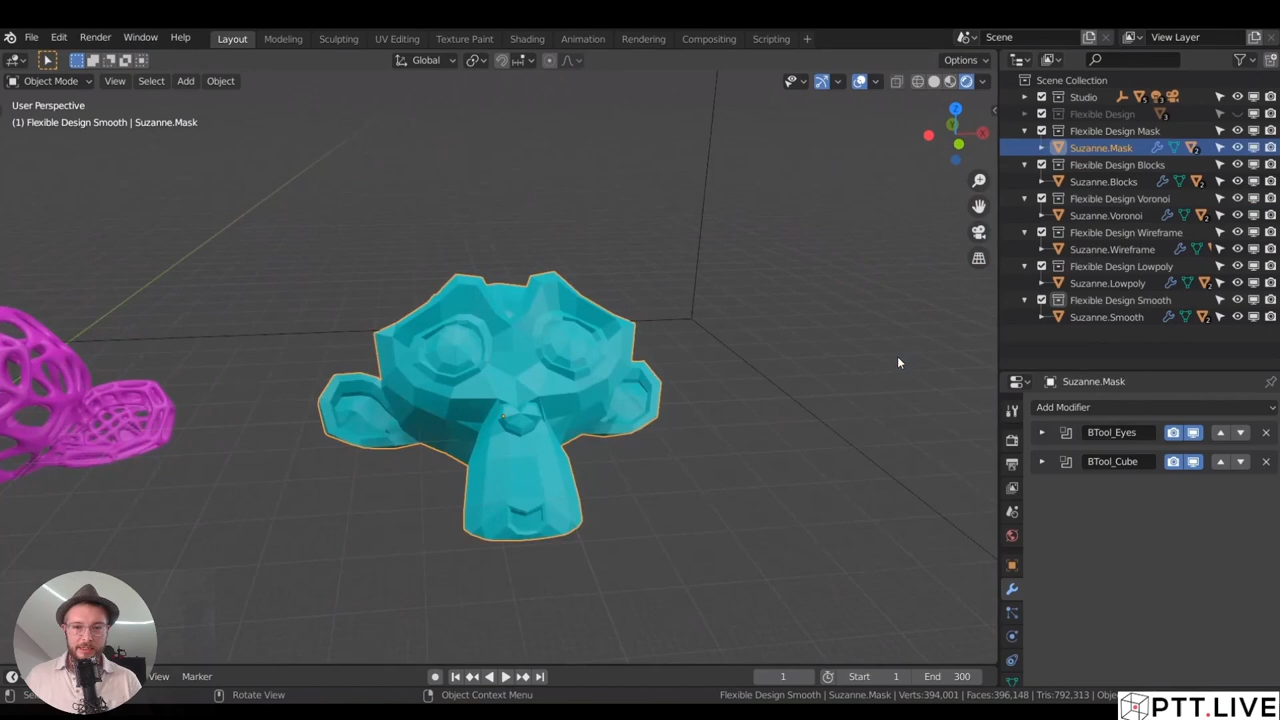 File Edit Render Window Help Layout Modeling Sculpting UV Editing Texture Paint Shading Animation Rendering Compositing Scripting + Scene View Layer
Global Options
Object Mode View Select Add Object
User Perspective
(1) Flexible Design Smooth | Suzanne.Mask
Scene Collection
Studio
Flexible Design
Flexible Design Mask
Suzanne.Mask
Flexible Design Blocks
Suzanne.Blocks
Flexible Design Voronoi
Suzanne.Voronoi
Flexible Design Wireframe
Suzanne.Wireframe
Flexible Design Lowpoly
Suzanne.Lowpoly
Flexible Design Smooth
Suzanne.Smooth
Suzanne.Mask
Add Modifier
BTool_Eyes
BTool_Cube
View Marker 1 Start 1 End 300
Rotate View Object Context Menu Flexible Design Smooth | Suzanne.Mask | Verts:394,001 | Faces:396,148 | Tris:792,313 |
PTT.LIVE